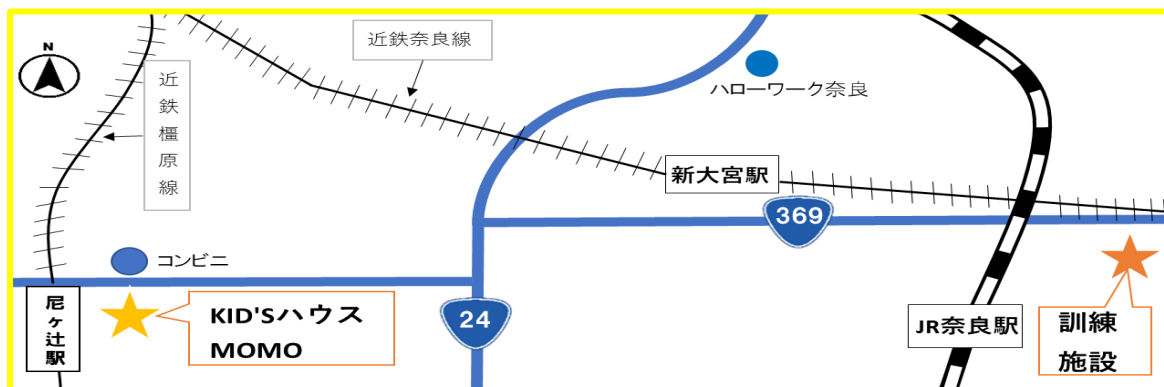 近鉄奈良線
N
近鉄橿原線
ハローワーク奈良
新大宮駅
369
コンビニ
尼ヶ辻駅
KID'Sハウス
MOMO
24
JR奈良駅
訓練
施設